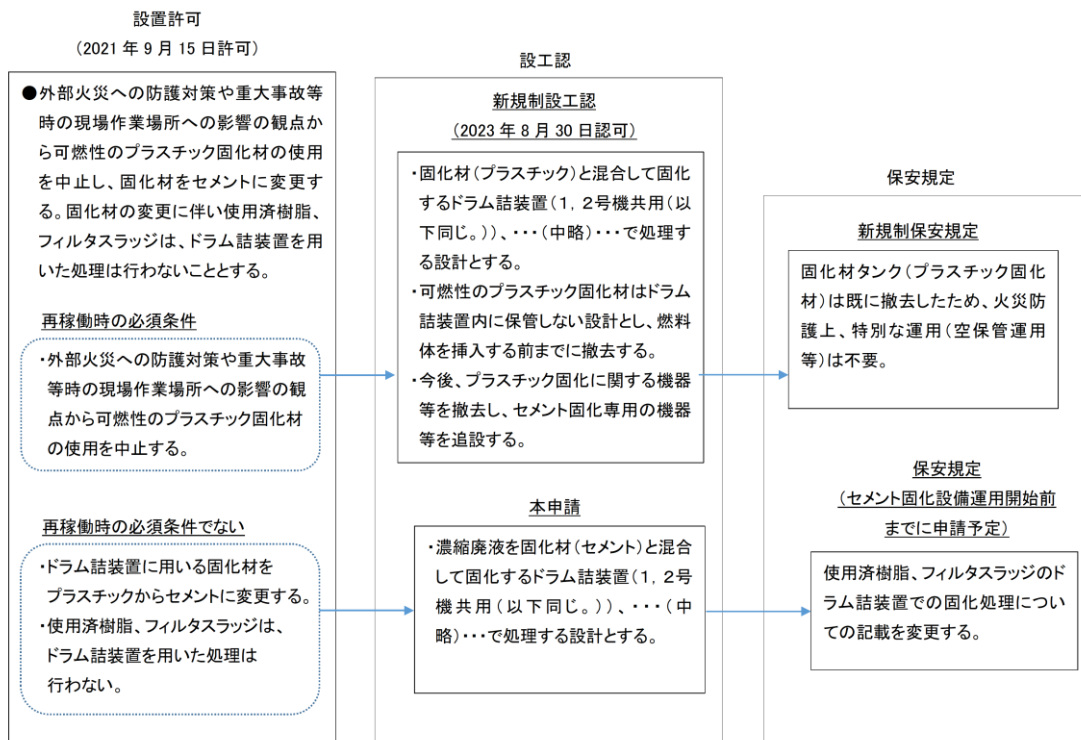 設置許可
（2021 年 9 月 15 日許可）
●外部火災への防護対策や重大事故等
時の現場作業場所への影響の観点か
ら可燃性のプラスチック固化材の使用
を中止し、固化材をセメントに変更す
る。固化材の変更に伴い使用済樹脂、
フィルタスラッジは、ドラム詰装置を用
いた処理は行わないこととする。
再稼働時の必須条件
・外部火災への防護対策や重大事故
等時の現場作業場所への影響の観
点から可燃性のプラスチック固化材
の使用を中止する。
再稼働時の必須条件でない
・ドラム詰装置に用いる固化材を
プラスチックからセメントに変更する。
・使用済樹脂、フィルタスラッジは、
ドラム詰装置を用いた処理は
行わない。
設工認
新規制設工認
（2023 年 8 月 30 日認可）
・固化材（プラスチック）と混合して固化
するドラム詰装置（1，2号機共用（以
下同じ。））、・・・（中略）・・・で処理す
る設計とする。
・可燃性のプラスチック固化材はドラム
詰装置内に保管しない設計とし、燃料
体を挿入する前までに撤去する。
・今後、プラスチック固化に関する機器
等を撤去し、セメント固化専用の機器
等を追設する。
本申請
・濃縮廃液を固化材（セメント）と混合
して固化するドラム詰装置（1，2号
機共用（以下同じ。））、・・・（中
略）・・・で処理する設計とする。
保安規定
新規制保安規定
固化材タンク（プラスチック固化
材）は既に撤去したため、火災防
護上、特別な運用（空保管運用
等）は不要。
保安規定
（セメント固化設備運用開始前
までに申請予定）
使用済樹脂、フィルタスラッジのド
ラム詰装置での固化処理につい
ての記載を変更する。